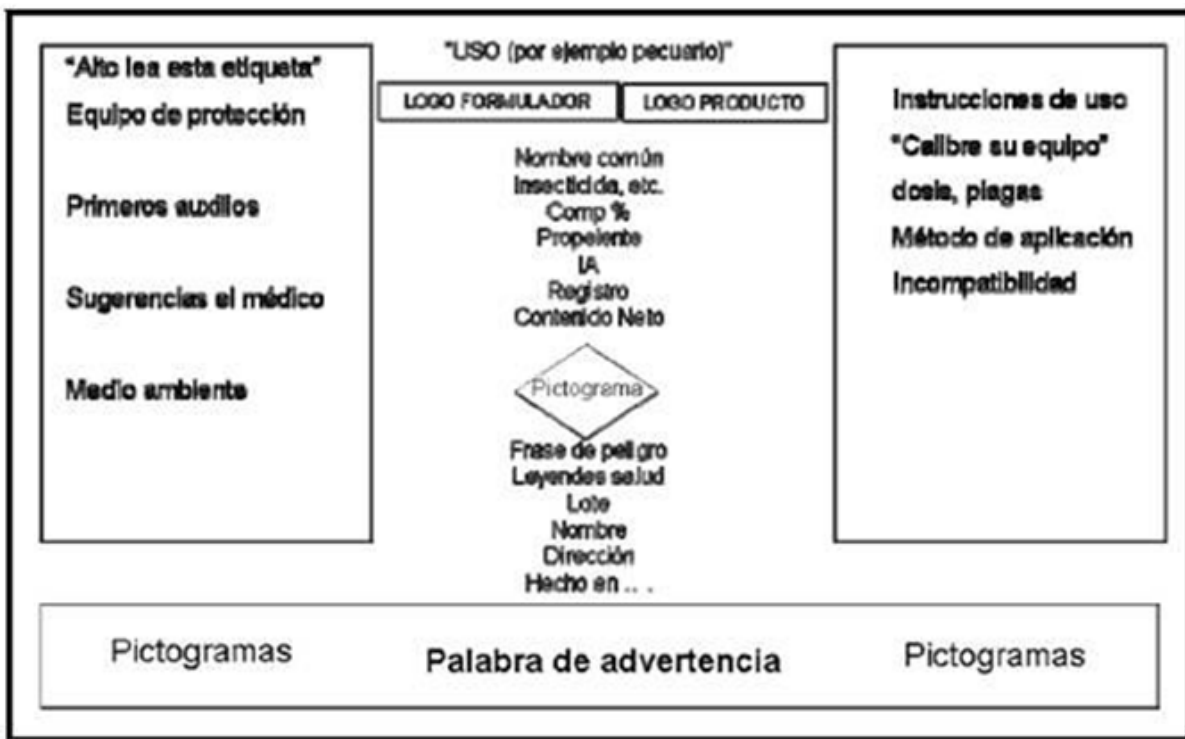 "Alto lea esta etiqueta"
Equipo de protección
Primeros auxilios
Sugerencias el médico
Medio ambiente
"USO (por ejemplo pecuario)"
LOGO FORMULADOR
LOGO PRODUCTO
Nombre común
Insecticida, etc.
Comp %
Propelente
IA
Registro
Contenido Neto
Pictograma
Frase de peligro
Leyendes salud
Lote
Nombre
Dirección
Hecho en ... .
Instrucciones de uso
"Calibre su equipo"
dosis, plagas
Método de aplicación
Incompatibilidad
Pictogramas
Palabra de advertencia
Pictogramas